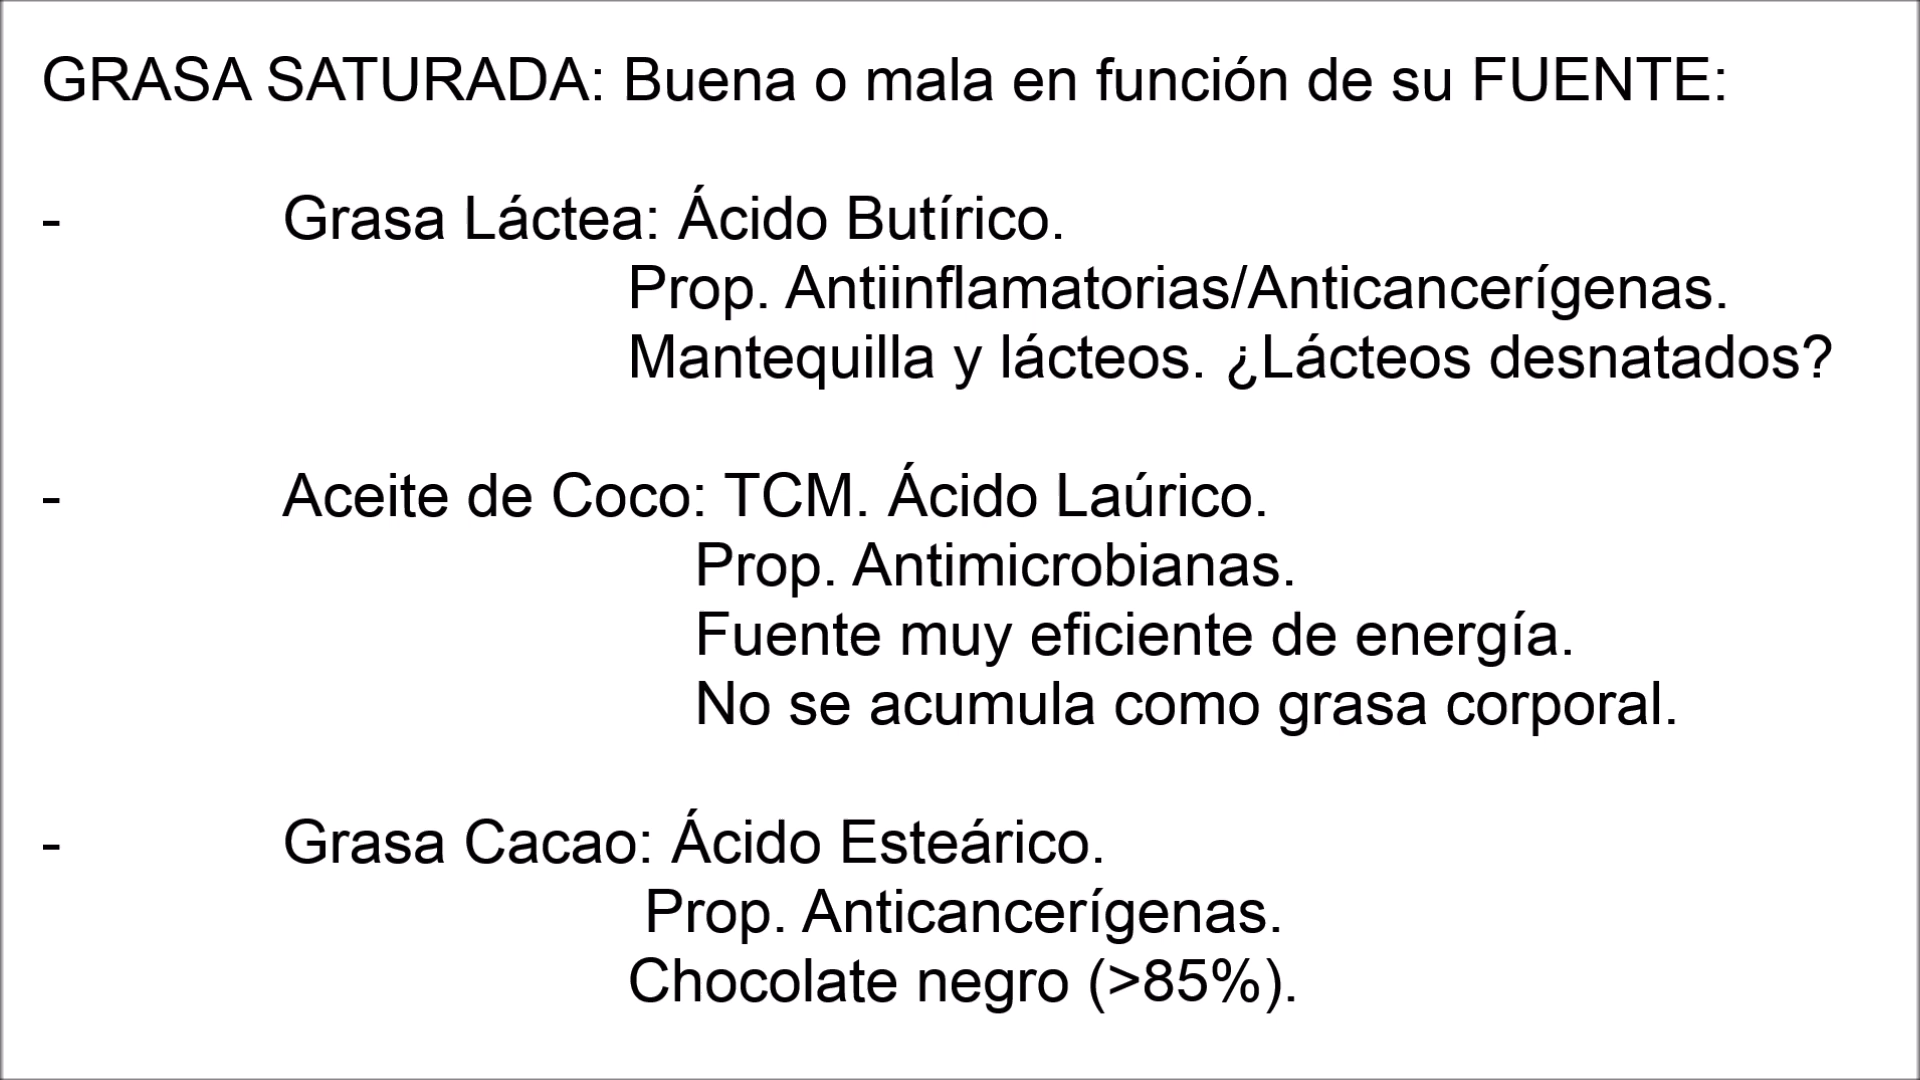 GRASA SATURADA: Buena o mala en función de su FUENTE:
- Grasa Láctea: Ácido Butírico.
Prop. Antiinflamatorias/Anticancerígenas.
Mantequilla y lácteos. ¿Lácteos desnatados?
- Aceite de Coco: TCM. Ácido Laúrico.
Prop. Antimicrobianas.
Fuente muy eficiente de energía.
No se acumula como grasa corporal.
- Grasa Cacao: Ácido Esteárico.
Prop. Anticancerígenas.
Chocolate negro (>85%).